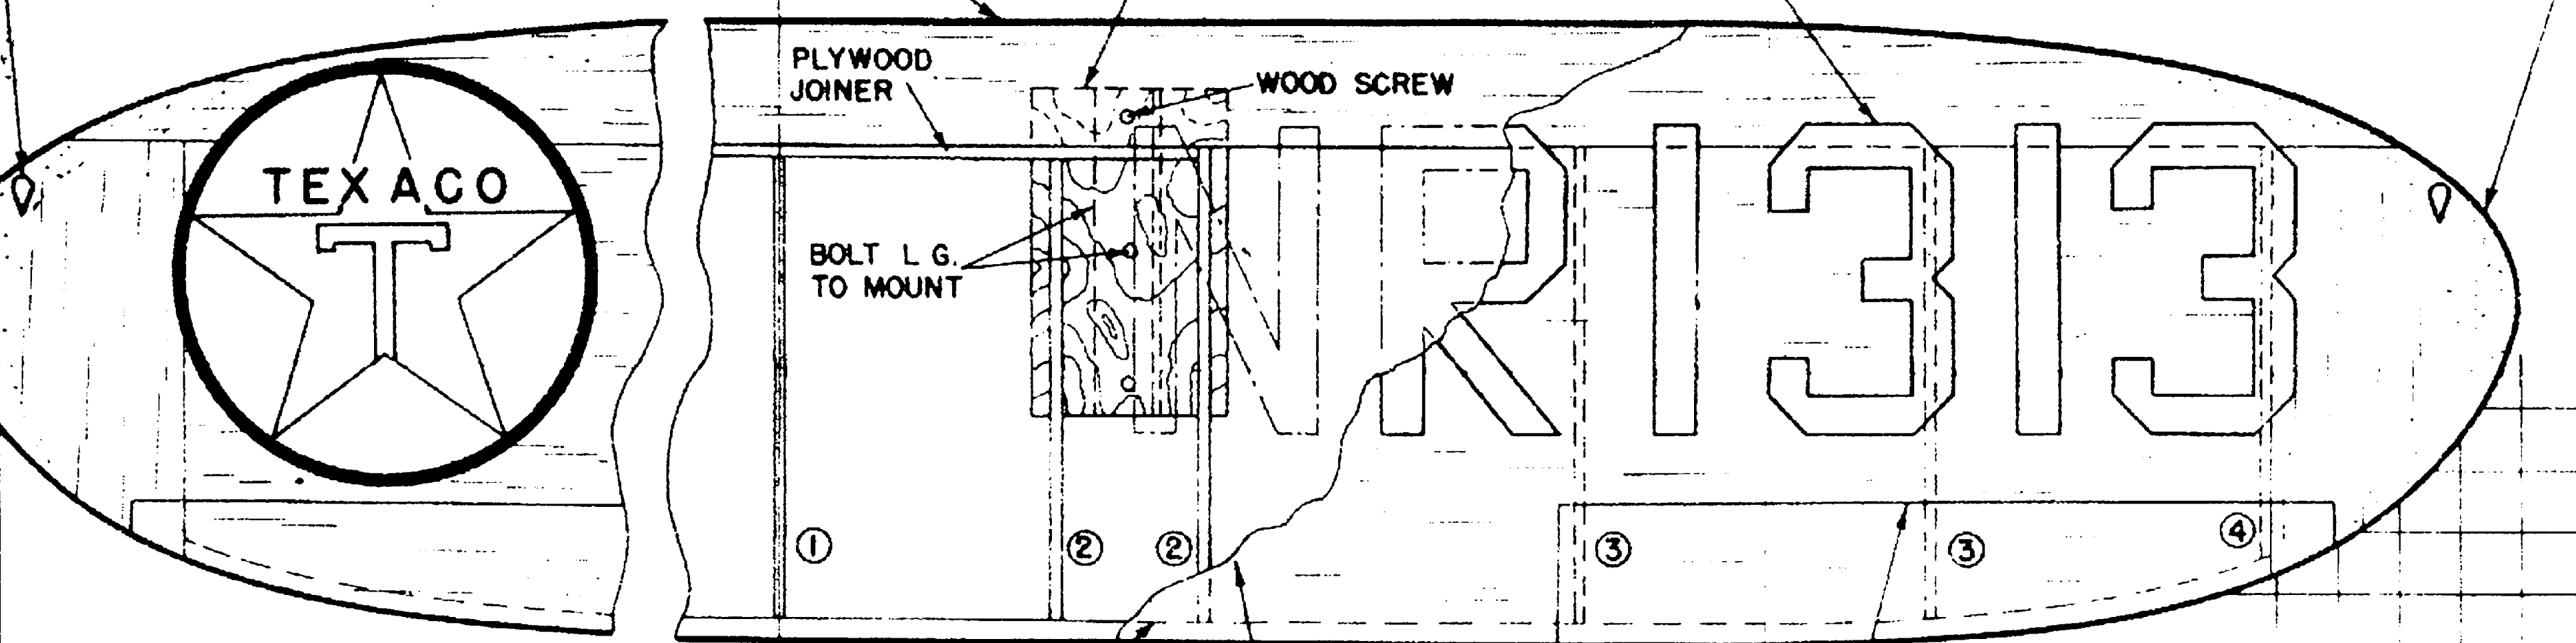 TEXACO
T
PLYWOOD
JOINER
WOOD SCREW
BOLT L.G.
TO MOUNT
NR1313
1
2
2
3
3
4